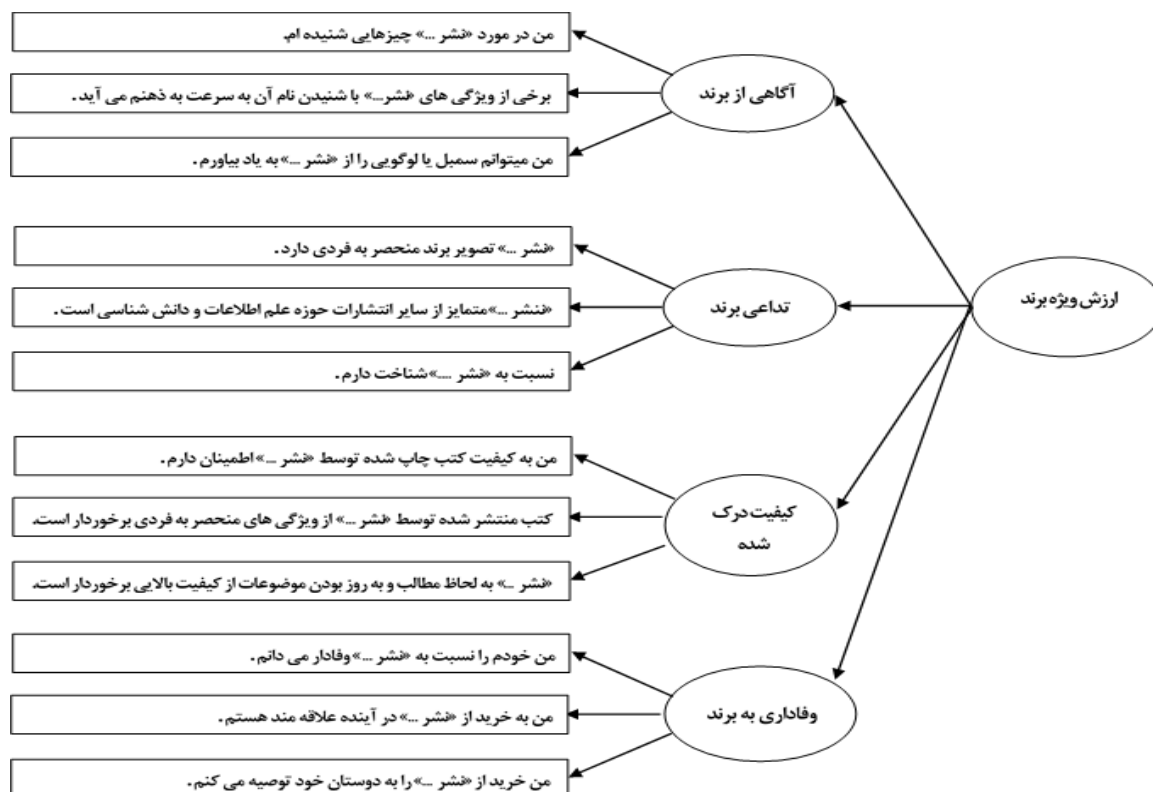 ارزش ویژه برند
آگاهی از برند
من در مورد «نشر ...» چیزهایی شنیده ام.
برخی از ویژگی های «نشر...» با شنیدن نام آن به سرعت به ذهنم می آید.
من میتوانم سمبل یا لوگویی را از «نشر ...» به یاد بیاورم.
تداعی برند
«نشر ...» تصویر برند منحصر به فردی دارد.
«ننشر ...» متمایز از سایر انتشارات حوزه علم اطلاعات و دانش شناسی است.
نسبت به «نشر ....» شناخت دارم.
کیفیت درک
شده
من به کیفیت کتب چاپ شده توسط «نشر ...» اطمینان دارم.
کتب منتشر شده توسط «نشر ...» از ویژگی های منحصر به فردی برخوردار است.
«نشر ...» به لحاظ مطالب و به روز بودن موضوعات از کیفیت بالایی برخوردار است.
وفاداری به برند
من خودم را نسبت به «نشر ...» وفادار می دانم.
من به خرید از «نشر ...» در آینده علاقه مند هستم.
من خرید از «نشر ...» را به دوستان خود توصیه می کنم.